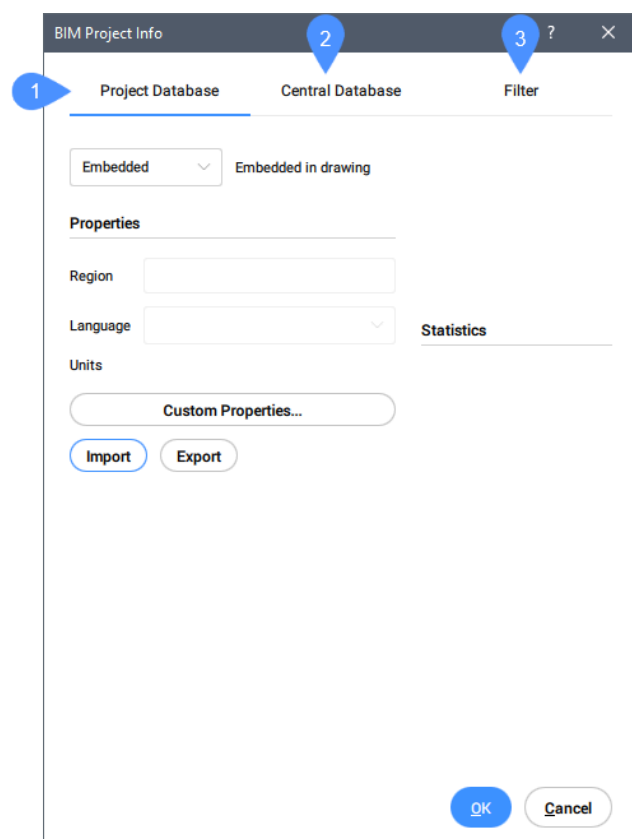 BIM Project Info 2 3 ?
1 Project Database Central Database Filter
Embedded Embedded in drawing
Properties
Region
Language
Statistics
Units
Custom Properties...
Import Export
OK Cancel